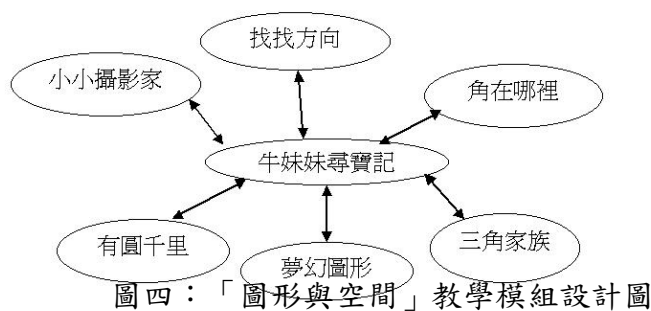 找找方向
小小攝影家
角在哪裡
牛妹妹尋寶記
有圓千里
三角家族
夢幻圖形
圖四：「圖形與空間」教學模組設計圖